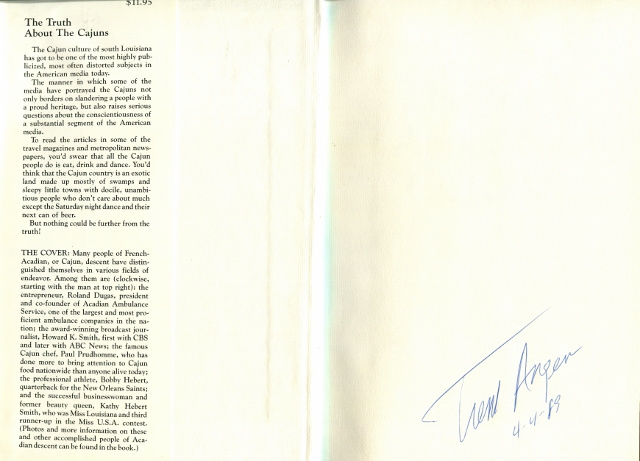 $11.95
The Truth
About The Cajuns
The Cajun culture of south Louisiana
has got to be one of the most highly pub-
licized, most often distorted subjects in
the American media today.
The manner in which some of the
media have portrayed the Cajuns not
only borders on slandering a people with
a proud heritage, but also raises serious
questions about the conscientiousness of
a substantial segment of the American
media.
To read the articles in some of the
travel magazines and metropolitan news-
papers, you'd swear that all the Cajun
people do is eat, drink and dance. You'd
think that the Cajun country is an exotic
land made up mostly of swamps and
sleepy little towns with docile, unambi-
tious people who don't care about much
except the Saturday night dance and their
next can of beer.
But nothing could be further from the
truth!
THE COVER: Many people of French-
Acadian, or Cajun, descent have distin-
guished themselves in various fields of
endeavor. Among them are (clockwise,
starting with the man at top right): the
entrepreneur, Roland Dugas, president
and co-founder of Acadian Ambulance
Service, one of the largest and most pro-
ficient ambulance companies in the na-
tion; the award-winning broadcast jour-
nalist, Howard K. Smith, first with CBS
and later with ABC News; the famous
Cajun chef, Paul Prudhomme, who has
done more to bring attention to Cajun
food nationwide than anyone alive today;
the professional athlete, Bobby Hebert,
quarterback for the New Orleans Saints;
and the successful businesswoman and
former beauty queen, Kathy Hebert
Smith, who was Miss Louisiana and third
runner-up in the Miss U.S.A. contest.
(Photos and more information on these
and other accomplished people of Aca-
dian descent can be found in the book.)
Trent Angers
4-4-89